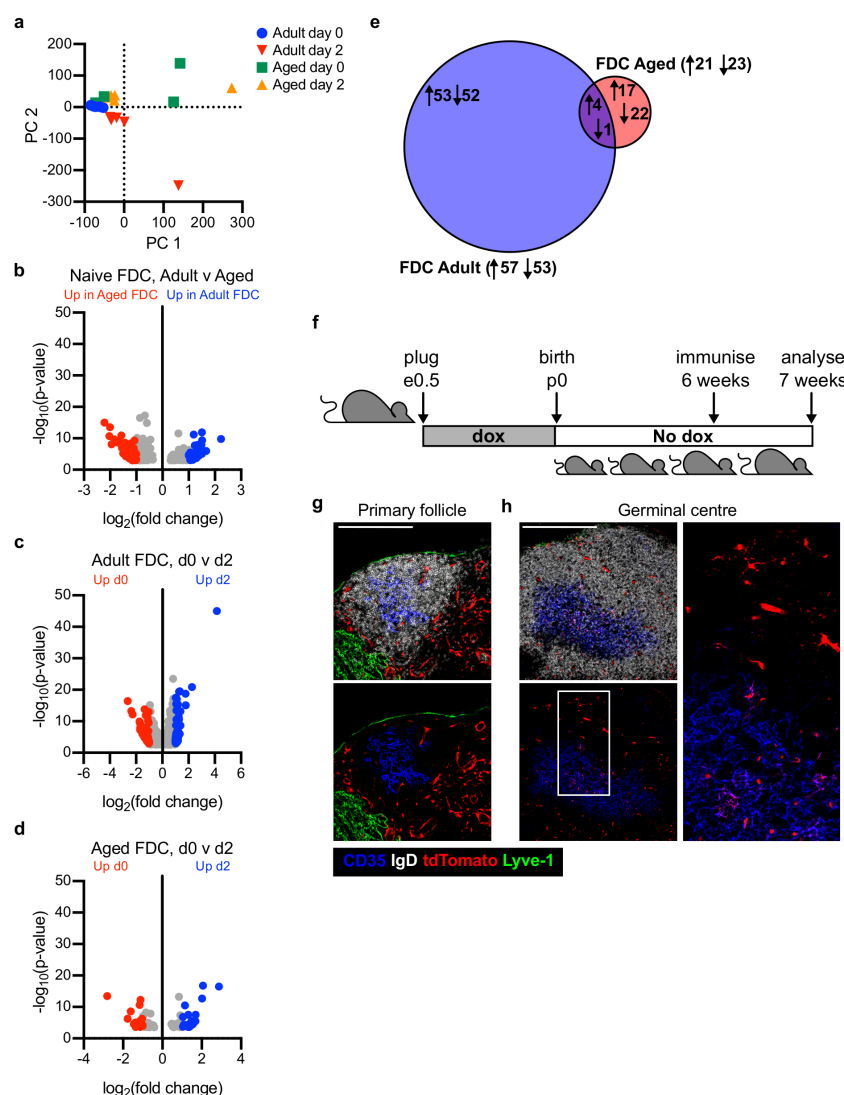 a
Adult day 0
Adult day 2
Aged day 0
Aged day 2
200
100
0
-100
-200
-300
PC 2
-100
0
100
200
300
PC 1
b
Naive FDC, Adult v Aged
Up in Aged FDC
Up in Adult FDC
50
40
30
20
10
0
-log10(p-value)
-3
-2
-1
0
1
2
3
log2(fold change)
c
Adult FDC, d0 v d2
Up d0
Up d2
50
40
30
20
10
0
-log10(p-value)
-6
-4
-2
0
2
4
6
log2(fold change)
d
Aged FDC, d0 v d2
Up d0
Up d2
50
40
30
20
10
0
-log10(p-value)
-4
-2
0
2
4
log2(fold change)
e
FDC Aged (↑21 ↓23)
↑53↓52
↑4
↓1
↑17
↓22
FDC Adult (↑57 ↓53)
f
plug
e0.5
birth
p0
immunise
6 weeks
analyse
7 weeks
dox
No dox
g
Primary follicle
h
Germinal centre
CD35 IgD tdTomato Lyve-1